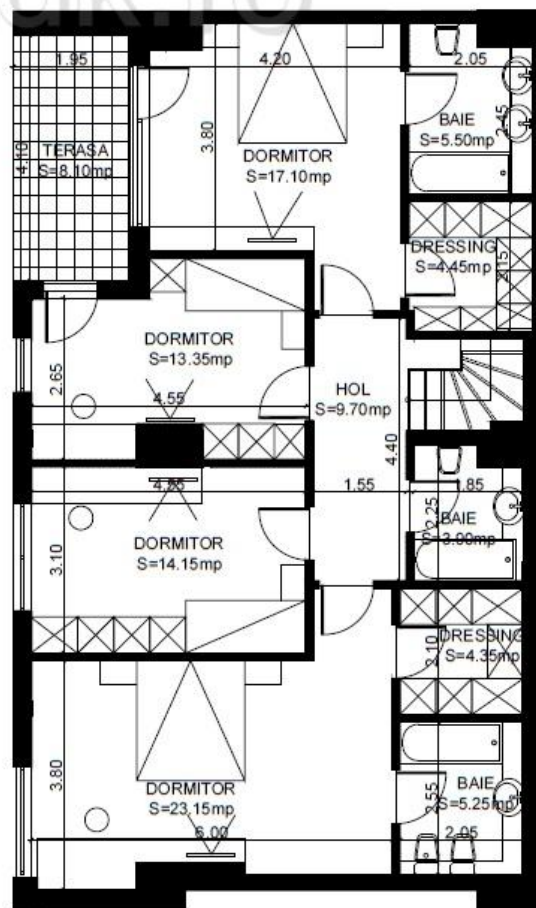 1.95
4.20
2.05
4.10
TERASA
S=8.10mp
3.80
DORMITOR
S=17.10mp
BAIE
S=5.50mp
2.45
DRESSING
S=4.45mp
2.15
DORMITOR
S=13.35mp
2.65
4.55
HOL
S=9.70mp
4.40
1.55
1.85
DORMITOR
S=14.15mp
3.10
2.25
BAIE
S=3.90mp
DRESSING
S=4.35mp
2.10
DORMITOR
S=23.15mp
3.80
6.00
BAIE
S=5.25mp
2.55
2.05